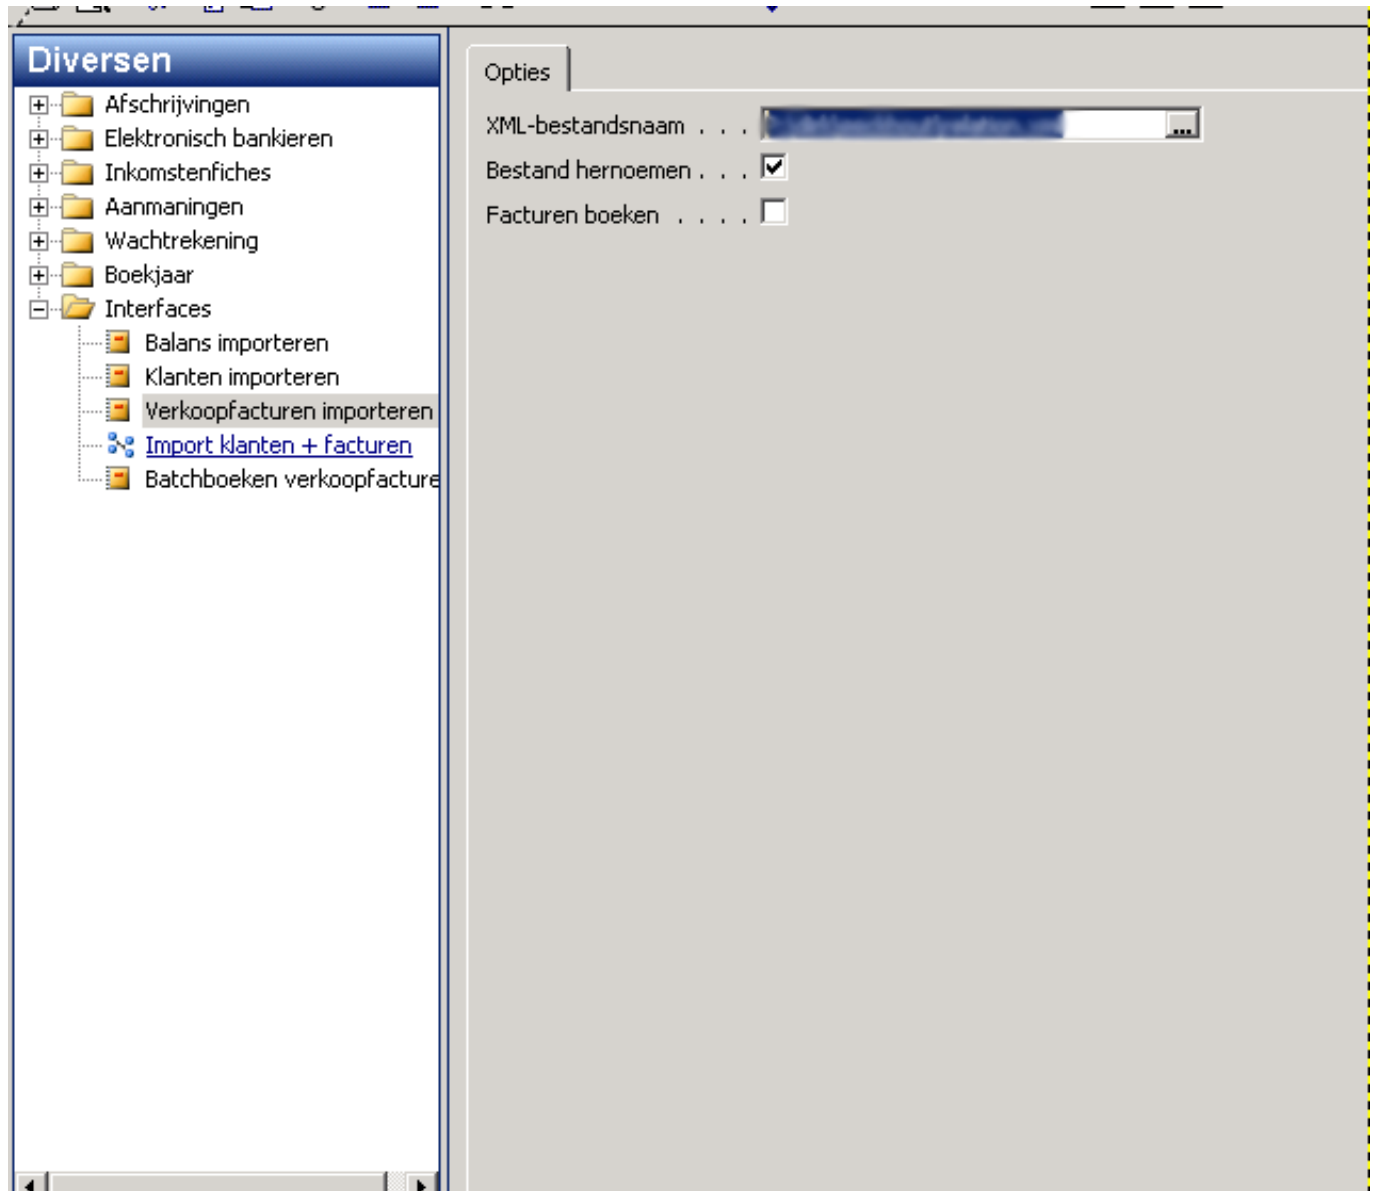 Diversen
Afschrijvingen
Elektronisch bankieren
Inkomstenfiches
Aanmaningen
Wachtrekening
Boekjaar
Interfaces
Balans importeren
Klanten importeren
Verkoopfacturen importeren
Import klanten + facturen
Batchboeken verkoopfacture
Opties
XML-bestandsnaam . . .
...
Bestand hernoemen . . .
Facturen boeken . . . .